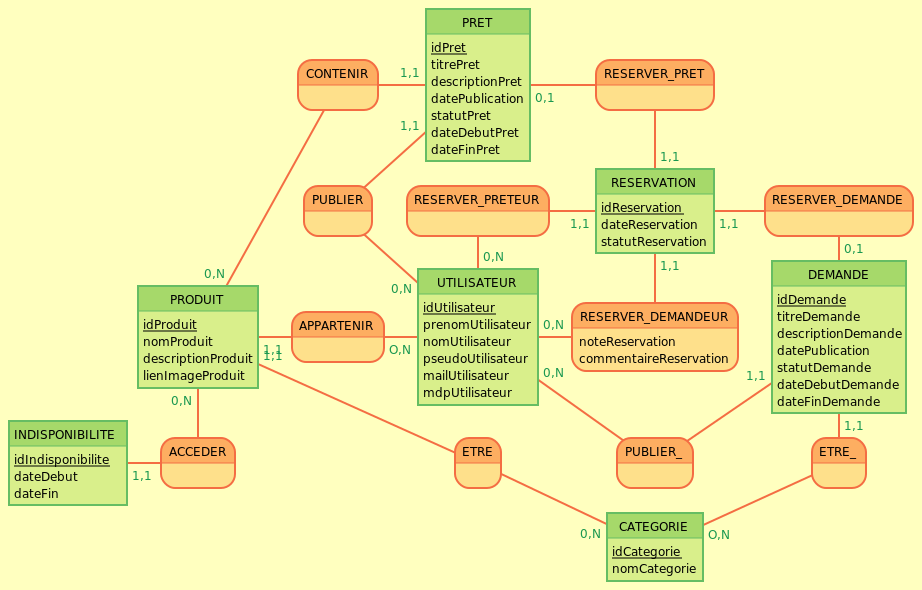 PRET
idPret
titrePret
descriptionPret
datePublication
statutPret
dateDebutPret
dateFinPret
CONTENIR
1,1
0,N
RESERVER_PRET
0,1
1,1
PUBLIER
1,1
0,N
RESERVER_PRETEUR
1,1
0,N
RESERVATION
idReservation
dateReservation
statutReservation
RESERVER_DEMANDE
1,1
0,1
PRODUIT
idProduit
nomProduit
descriptionProduit
lienImageProduit
APPARTENIR
1,1
O,N
UTILISATEUR
idUtilisateur
prenomUtilisateur
nomUtilisateur
pseudoUtilisateur
mailUtilisateur
mdpUtilisateur
RESERVER_DEMANDEUR
noteReservation
commentaireReservation
1,1
0,N
DEMANDE
idDemande
titreDemande
descriptionDemande
datePublication
statutDemande
dateDebutDemande
dateFinDemande
INDISPONIBILITE
idIndisponibilite
dateDebut
dateFin
ACCEDER
0,N
1,1
ETRE
1,1
0,N
PUBLIER_
0,N
1,1
ETRE_
1,1
O,N
CATEGORIE
idCategorie
nomCategorie